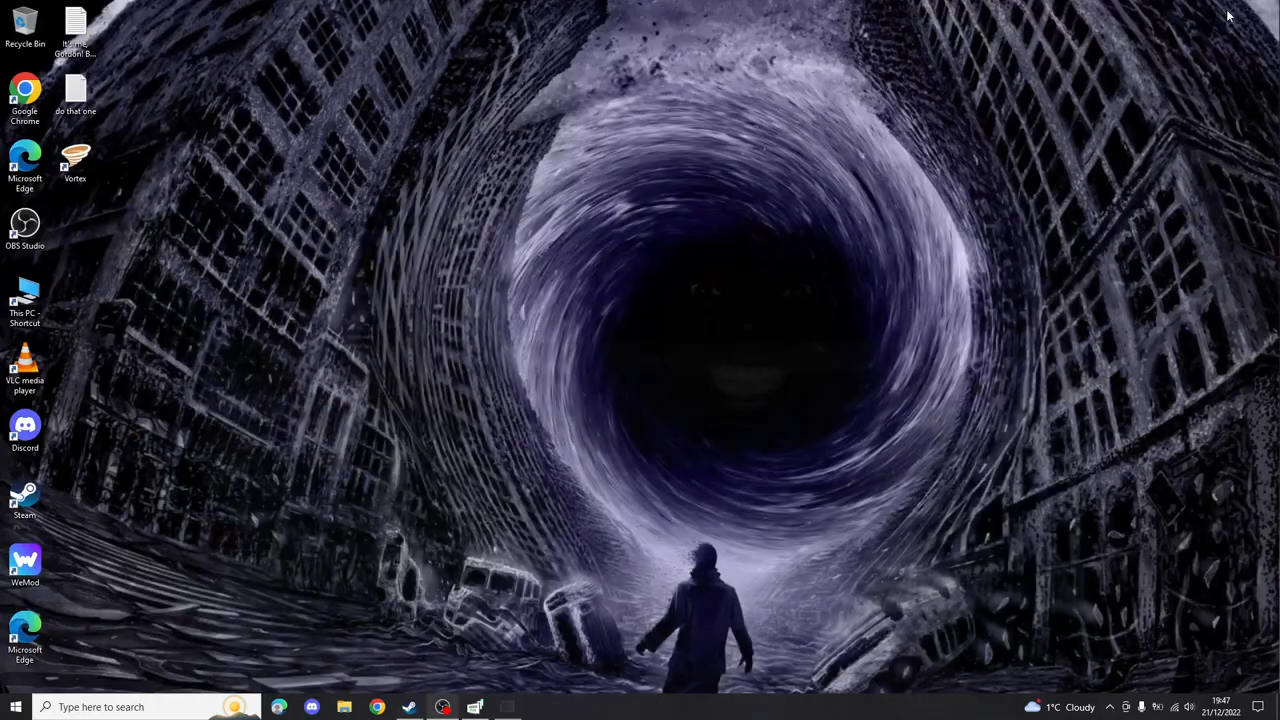 Recycle Bin
It's me,
Gordon! B...
Google
Chrome
do that one
Microsoft
Edge
Vortex
OBS Studio
This PC -
Shortcut
VLC media
player
Discord
Steam
WeMod
Microsoft
Edge
Type here to search
1°C Cloudy
19:47
21/12/2022